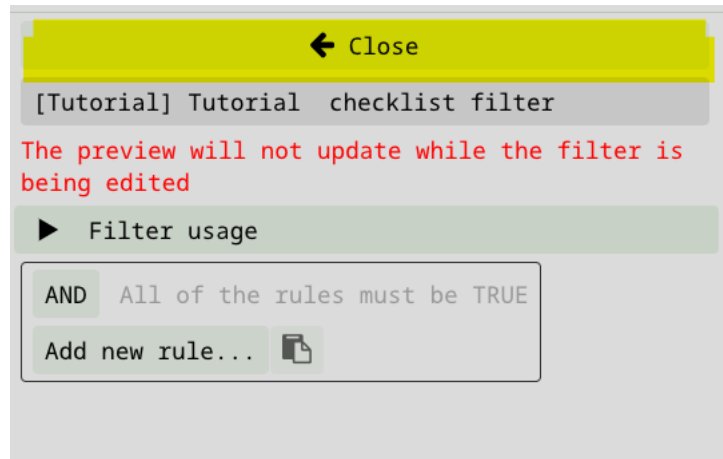 Close
[Tutorial] Tutorial  checklist filter
The preview will not update while the filter is
being edited
Filter usage
AND All of the rules must be TRUE
Add new rule...